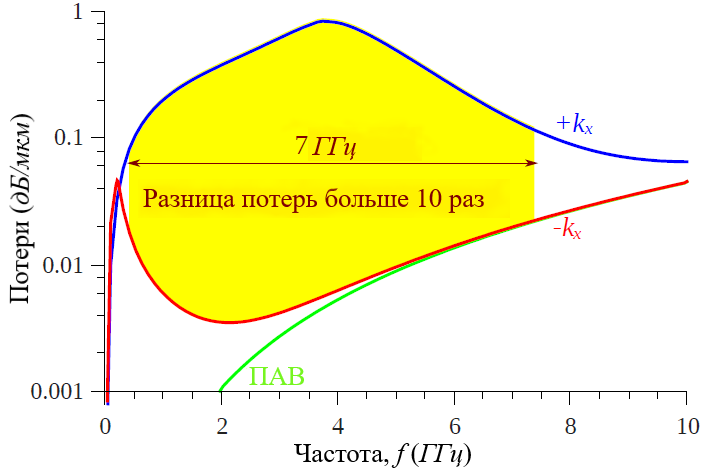 1
0.1
0.01
0.001
Потери (дБ/мкм)
+kx
7 ГГц
Разница потерь больше 10 раз
-kx
ПАВ
0 2 4 6 8 10
Частота, f (ГГц)